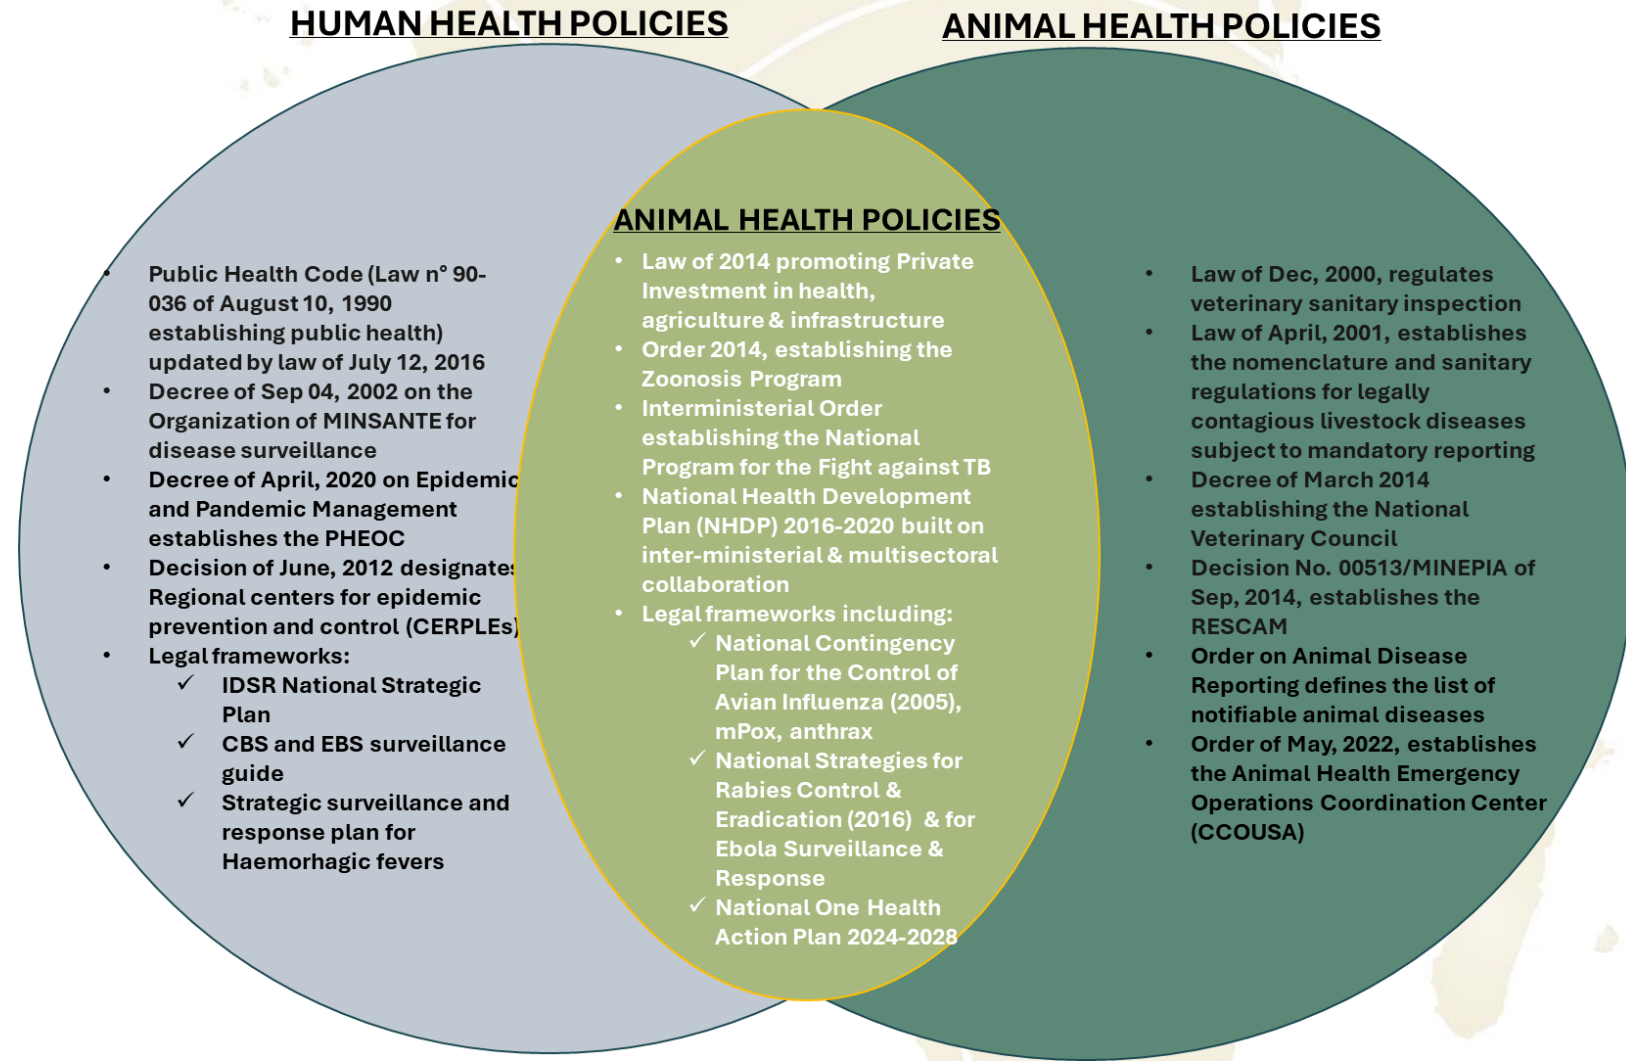 HUMAN HEALTH POLICIES
ANIMAL HEALTH POLICIES
• Public Health Code (Law n° 90-
036 of August 10, 1990
establishing public health)
updated by law of July 12, 2016
• Decree of Sep 04, 2002 on the
Organization of MINSANTE for
disease surveillance
• Decree of April, 2020 on Epidemic
and Pandemic Management
establishes the PHEOC
• Decision of June, 2012 designates
Regional centers for epidemic
prevention and control (CERPLEs)
• Legal frameworks:
✓ IDSR National Strategic
Plan
✓ CBS and EBS surveillance
guide
✓ Strategic surveillance and
response plan for
Haemorhagic fevers
ANIMAL HEALTH POLICIES
• Law of 2014 promoting Private
Investment in health,
agriculture & infrastructure
• Order 2014, establishing the
Zoonosis Program
• Interministerial Order
establishing the National
Program for the Fight against TB
• National Health Development
Plan (NHDP) 2016-2020 built on
inter-ministerial & multisectoral
collaboration
• Legal frameworks including:
✓ National Contingency
Plan for the Control of
Avian Influenza (2005),
mPox, anthrax
✓ National Strategies for
Rabies Control &
Eradication (2016) & for
Ebola Surveillance &
Response
✓ National One Health
Action Plan 2024-2028
• Law of Dec, 2000, regulates
veterinary sanitary inspection
• Law of April, 2001, establishes
the nomenclature and sanitary
regulations for legally
contagious livestock diseases
subject to mandatory reporting
• Decree of March 2014
establishing the National
Veterinary Council
• Decision No. 00513/MINEPIA of
Sep, 2014, establishes the
RESCAM
• Order on Animal Disease
Reporting defines the list of
notifiable animal diseases
• Order of May, 2022, establishes
the Animal Health Emergency
Operations Coordination Center
(CCOUSA)